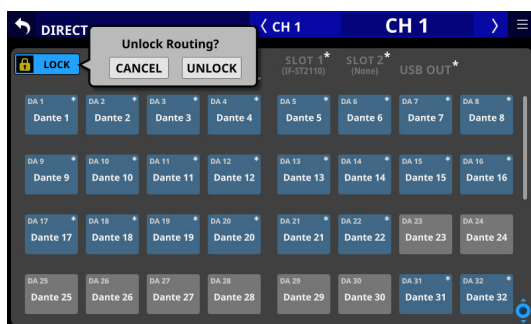 DIRECT
CH 1
CH 1
Unlock Routing?
LOCK
CANCEL
UNLOCK
SLOT 1*
(IF-ST2110)
SLOT 2*
(None)
USB OUT*
DA 1 * DA 2 * DA 3 * DA 4 * DA 5 * DA 6 * DA 7 * DA 8 *
Dante 1 Dante 2 Dante 3 Dante 4 Dante 5 Dante 6 Dante 7 Dante 8
DA 9 * DA 10 * DA 11 * DA 12 * DA 13 * DA 14 * DA 15 * DA 16 *
Dante 9 Dante 10 Dante 11 Dante 12 Dante 13 Dante 14 Dante 15 Dante 16
DA 17 * DA 18 * DA 19 * DA 20 * DA 21 * DA 22 * DA 23 DA 24
Dante 17 Dante 18 Dante 19 Dante 20 Dante 21 Dante 22 Dante 23 Dante 24
DA 25 DA 26 DA 27 DA 28 DA 29 DA 30 DA 31 * DA 32 *
Dante 25 Dante 26 Dante 27 Dante 28 Dante 29 Dante 30 Dante 31 Dante 32